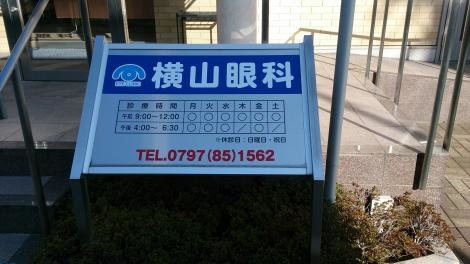 横山眼科
診療時間 月 火 水 木 金 土
午前 9:00〜12:00 ○ ○ ○ ○ ○ ○
午後 4:00〜 6:30 ○ ○ ○ / ○ /
※休診日:日曜日・祝日
TEL.0797(85)1562